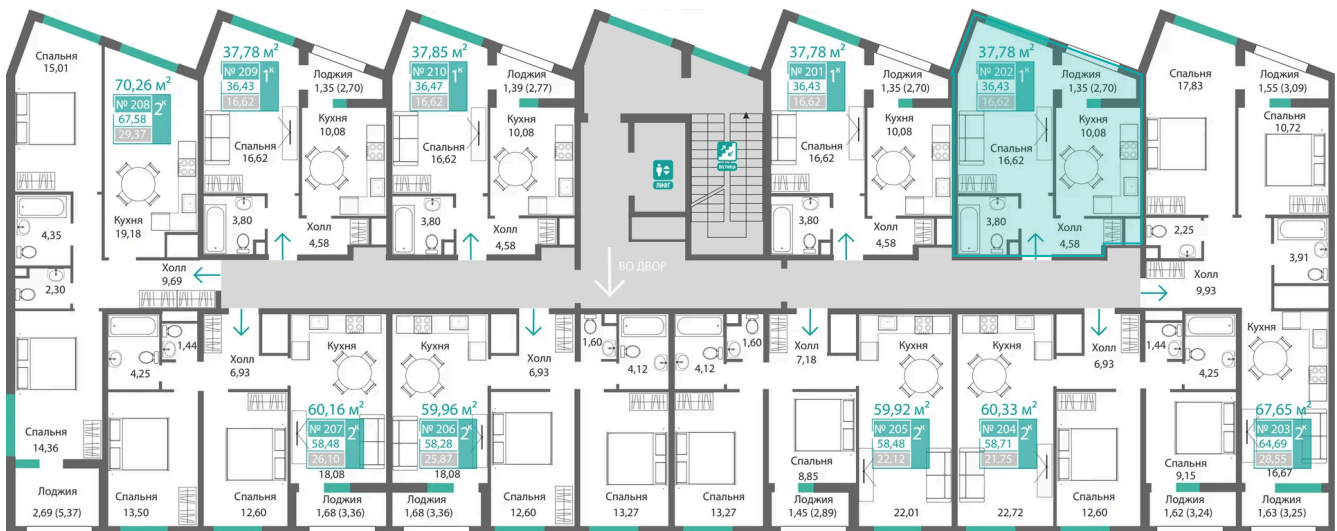 Спальня
15,01
70,26 м²
№ 208
67,58
29,37
2к
Кухня
19,18
4,35
2,30
Холл
9,69
Спальня
14,36
Лоджия
2,69 (5,37)
37,78 м²
№ 209
36,43
16,62
1к
Лоджия
1,35 (2,70)
Кухня
10,08
Спальня
16,62
3,80
Холл
4,58
37,85 м²
№ 210
36,47
16,62
1к
Лоджия
1,39 (2,77)
Кухня
10,08
Спальня
16,62
3,80
Холл
4,58
ЛИФТ
ВО ДВОР
37,78 м²
№ 201
36,43
16,62
1к
Лоджия
1,35 (2,70)
Кухня
10,08
Спальня
16,62
3,80
Холл
4,58
37,78 м²
№ 202
36,43
16,62
1к
Лоджия
1,35 (2,70)
Кухня
10,08
Спальня
16,62
3,80
Холл
4,58
Спальня
17,83
Лоджия
1,55 (3,09)
Спальня
10,72
2,25
3,91
Холл
9,93
Кухня
67,65 м²
№ 203
64,69
28,55
2к
16,67
Лоджия
1,63 (3,25)
4,25
1,44
Холл
6,93
Кухня
60,16 м²
№ 207
58,48
26,10
2к
18,08
Спальня
13,50
Спальня
12,60
Лоджия
1,68 (3,36)
Кухня
59,96 м²
№ 206
58,28
25,87
2к
18,08
Лоджия
1,68 (3,36)
Холл
6,93
1,60
4,12
Спальня
12,60
Спальня
13,27
4,12
1,60
Холл
7,18
Кухня
59,92 м²
№ 205
58,48
22,12
2к
Спальня
13,27
Спальня
8,85
Лоджия
1,45 (2,89)
22,01
Кухня
60,33 м²
№ 204
58,71
21,75
2к
22,72
Холл
6,93
1,44
4,25
Спальня
12,60
Спальня
9,15
Лоджия
1,62 (3,24)